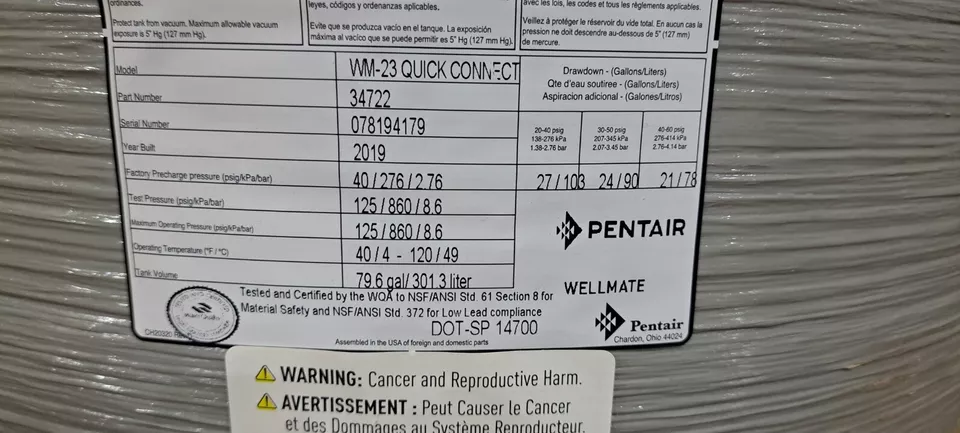 ordinances.
Protect tank from vacuum. Maximum allowable vacuum
exposure is 5" Hg (127 mm Hg).
leyes, códigos y ordenanzas aplicables.
Evite que se produzca vacío en el tanque. La exposición
máxima al vacíco que se puede permitir es 5" Hg (127 mm Hg).
avec les lois, les codes et tous les règlements applicables.
Veillez à protéger le réservoir du vide total. En aucun cas la
pression ne doit descendre au-dessous de 5" (127 mm)
de mercure.
Model WM-23 QUICK CONNECT
Part Number 34722
Serial Number 078194179
Year Built 2019
Factory Precharge pressure (psig/kPa/bar) 40/276/2.76
Test Pressure (psig/kPa/bar) 125/860/8.6
Maximum Operating Pressure (psig/kPa/bar) 125/860/8.6
Operating Temperature (°F / °C) 40/4 - 120/49
Tank Volume 79.6 gal/ 301.3 liter
Drawdown - (Gallons/Liters)
Qte d'eau soutiree - (Gallons/Liters)
Aspiracion adicional - (Galones/Litros)
20-40 psig 30-50 psig 40-60 psig
138-276 kPa 207-345 kPa 276-414 kPa
1.38-2.76 bar 2.07-3.45 bar 2.76-4.14 bar
27/103 24/90 21/78
PENTAIR
WELLMATE
Pentair
Chardon, Ohio 44024
Tested and Certified by the WQA to NSF/ANSI Std. 61 Section 8 for
Material Safety and NSF/ANSI Std. 372 for Low Lead compliance
DOT-SP 14700
CH20320
Assembled in the USA of foreign and domestic parts
WARNING: Cancer and Reproductive Harm.
AVERTISSEMENT : Peut Causer le Cancer
et des Dommages au Système Reproducteur.